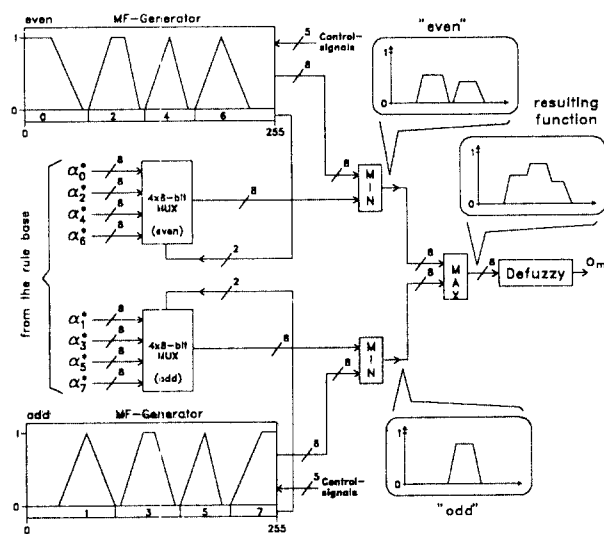 even MF-Generator
1
0
0 2 4 6
0 255
5
Control-
signals
8
"even"
1
0
resulting
function
1
0
from the rule base
α₀* 8
α₂* 8
α₄* 8
α₆* 8
4x8-bit
MUX
(even)
8
2
8
MIN
8
8
MAX
8
Defuzzy
Om
2
α₁* 8
α₃* 8
α₅* 8
α₇* 8
4x8-bit
MUX
(odd)
8
8
MIN
odd MF-Generator
1
0
1 3 5 7
0 255
8
5
Control-
signals
1
0
"odd"